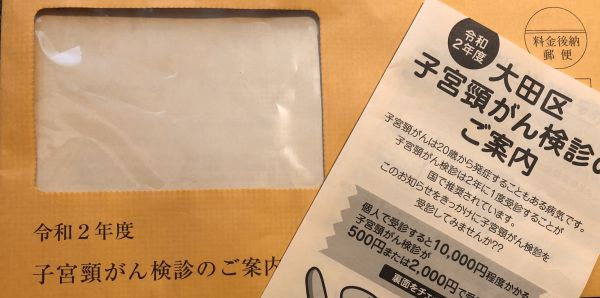 料金後納
郵便
令和2年度
子宮頸がん検診のご案内
令和
2年度
大田区
子宮頸がん検診の
ご案内
子宮頸がんは20歳から発症することもある病気です。
子宮頸がん検診は2年に1度受診することが
国で推奨されています。
このお知らせをきっかけに子宮頸がん検診を
受診してみませんか??
個人で受診すると10,000円程度かかる
子宮頸がん検診が
500円または2,000円で受
裏面をチェ